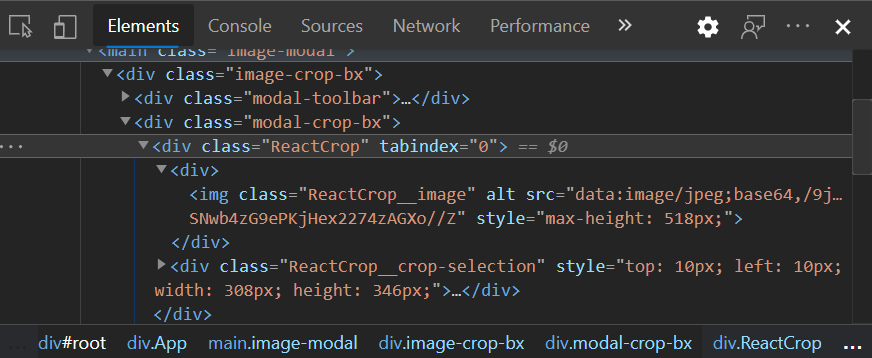 Elements Console Sources Network Performance
<main class="image-modal">
<div class="image-crop-bx">
<div class="modal-toolbar">…</div>
<div class="modal-crop-bx">
… <div class="ReactCrop" tabindex="0"> == $0
<div>
<img class="ReactCrop__image" alt src="data:image/jpeg;base64,/9j…
SNwb4zG9ePKjHex2274zAGXo//Z" style="max-height: 518px;">
</div>
<div class="ReactCrop__crop-selection" style="top: 10px; left: 10px;
width: 308px; height: 346px;">…</div>
</div>
… div#root div.App main.image-modal div.image-crop-bx div.modal-crop-bx div.ReactCrop …